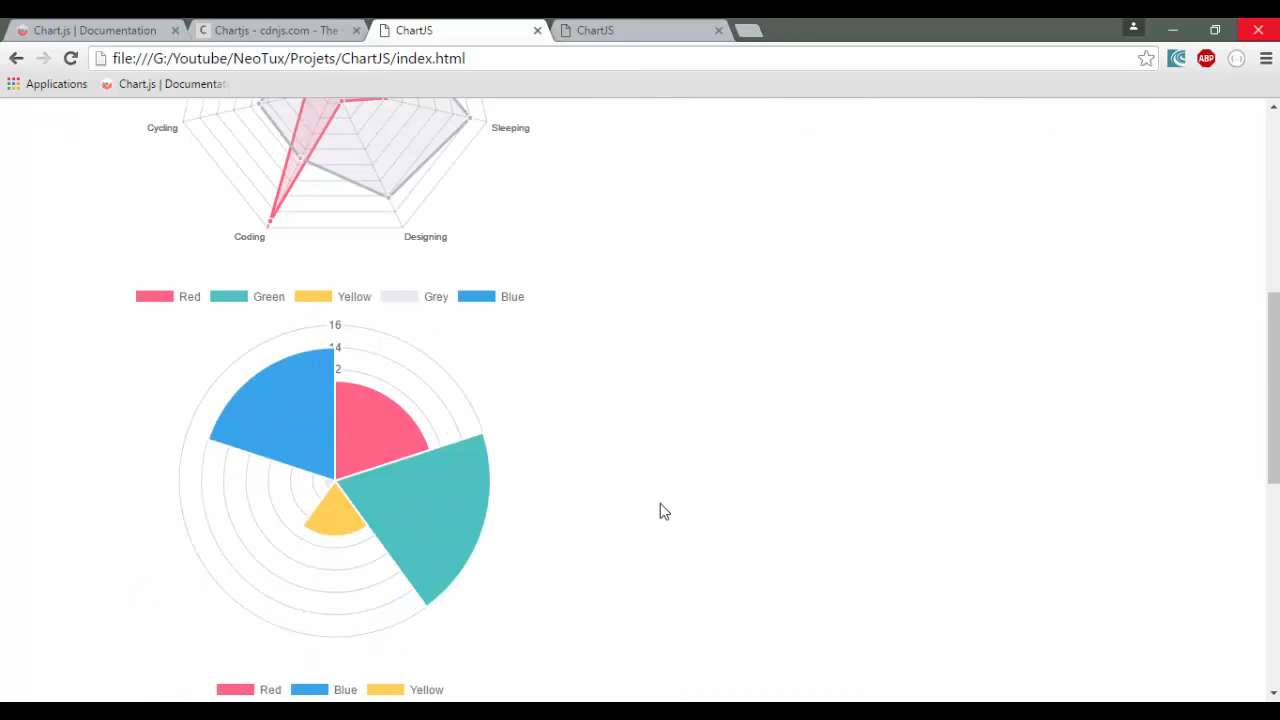 Chart.js | Documentation
Chartjs - cdnjs.com - The
ChartJS
ChartJS
file:///G:/Youtube/NeoTux/Projets/ChartJS/index.html
ABP
Applications
Chart.js | Documentat
Cycling
Sleeping
Coding
Designing
Red Green Yellow Grey Blue
16
14
2
Red Blue Yellow